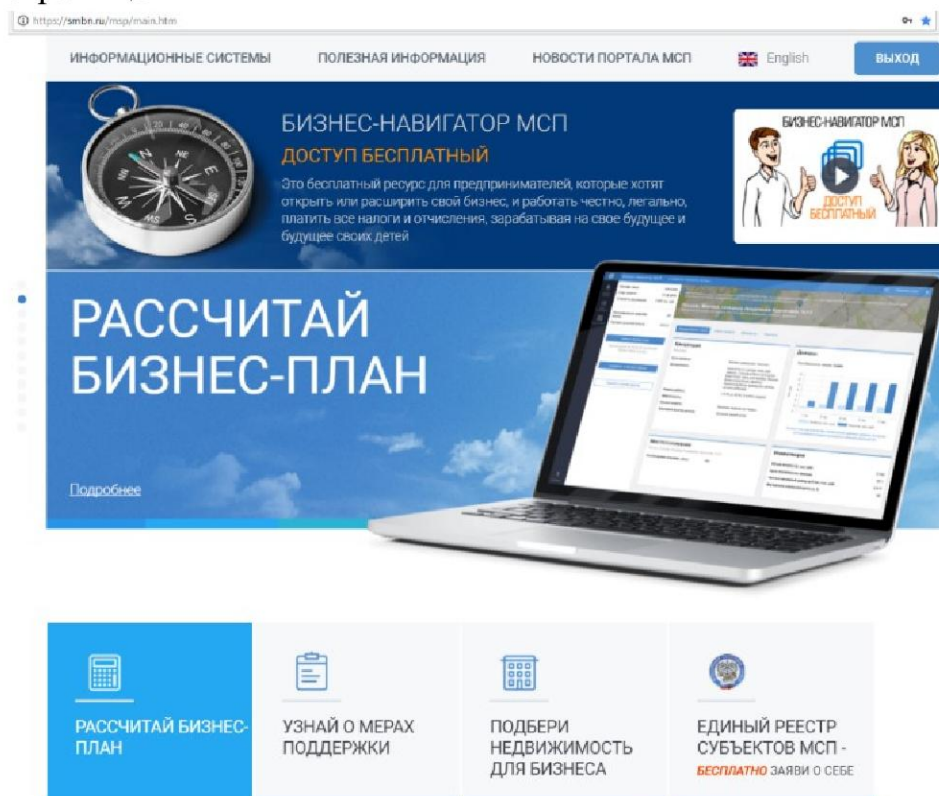 https://smbn.ru/msp/main.htm
ИНФОРМАЦИОННЫЕ СИСТЕМЫ
ПОЛЕЗНАЯ ИНФОРМАЦИЯ
НОВОСТИ ПОРТАЛА МСП
English
ВЫХОД
БИЗНЕС-НАВИГАТОР МСП
ДОСТУП БЕСПЛАТНЫЙ
Это бесплатный ресурс для предпринимателей, которые хотят
открыть или расширить свой бизнес, и работать честно, легально,
платить все налоги и отчисления, зарабатывая на свое будущее и
будущее своих детей
БИЗНЕС-НАВИГАТОР МСП
ДОСТУП
БЕСПЛАТНЫЙ
РАССЧИТАЙ
БИЗНЕС-ПЛАН
Подробнее
РАССЧИТАЙ БИЗНЕС-
ПЛАН
УЗНАЙ О МЕРАХ
ПОДДЕРЖКИ
ПОДБЕРИ
НЕДВИЖИМОСТЬ
ДЛЯ БИЗНЕСА
ЕДИНЫЙ РЕЕСТР
СУБЪЕКТОВ МСП -
БЕСПЛАТНО ЗАЯВИ О СЕБЕ